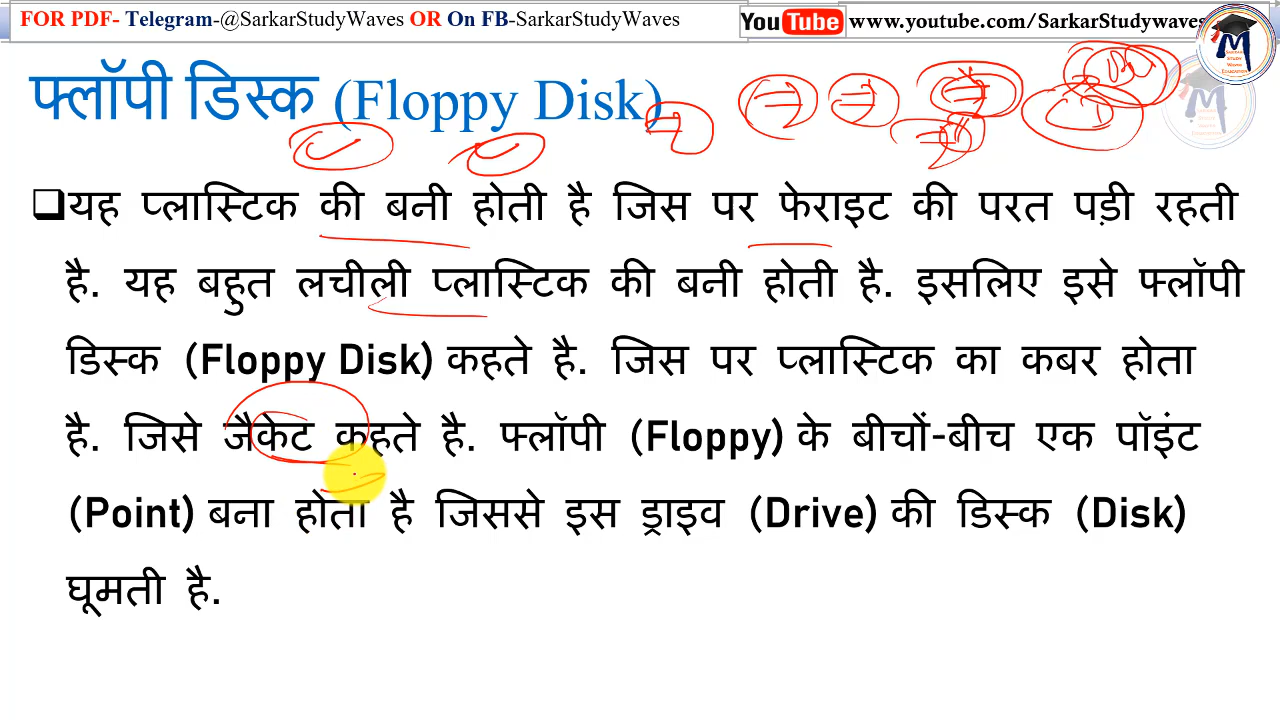 FOR PDF- Telegram-@SarkarStudyWaves OR On FB-SarkarStudyWaves
YouTube www.youtube.com/SarkarStudywaves
फ्लॉपी डिस्क (Floppy Disk)
यह प्लास्टिक की बनी होती है जिस पर फेराइट की परत पड़ी रहती
है. यह बहुत लचीली प्लास्टिक की बनी होती है. इसलिए इसे फ्लॉपी
डिस्क (Floppy Disk) कहते है. जिस पर प्लास्टिक का कबर होता
है. जिसे जैकेट कहते है. फ्लॉपी (Floppy) के बीचों-बीच एक पॉइंट
(Point) बना होता है जिससे इस ड्राइव (Drive) की डिस्क (Disk)
घूमती है.